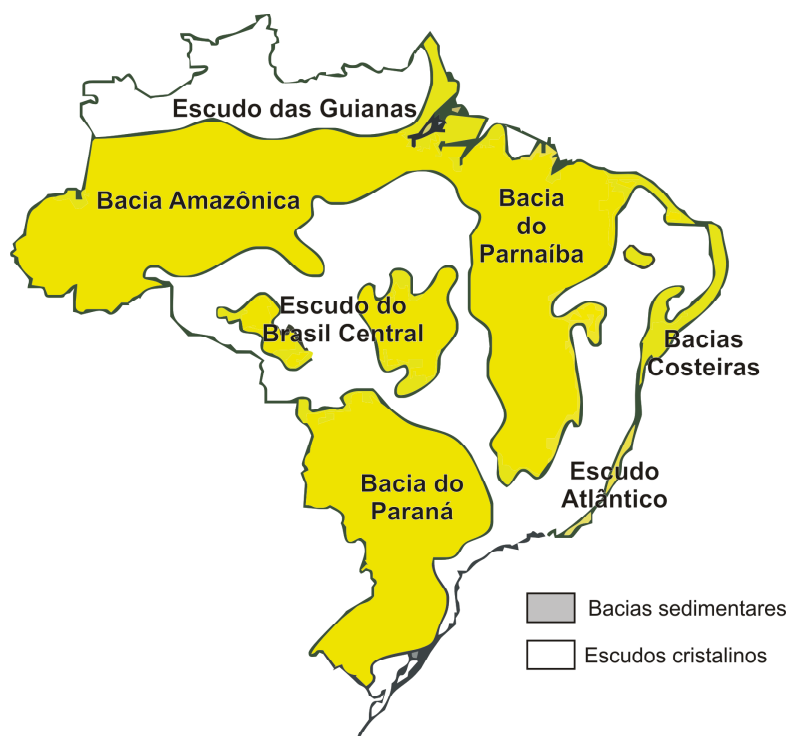 Escudo das Guianas
Bacia Amazônica
Bacia
do
Parnaíba
Escudo do
Brasil Central
Bacias
Costeiras
Escudo
Atlântico
Bacia do
Paraná
Bacias sedimentares
Escudos cristalinos